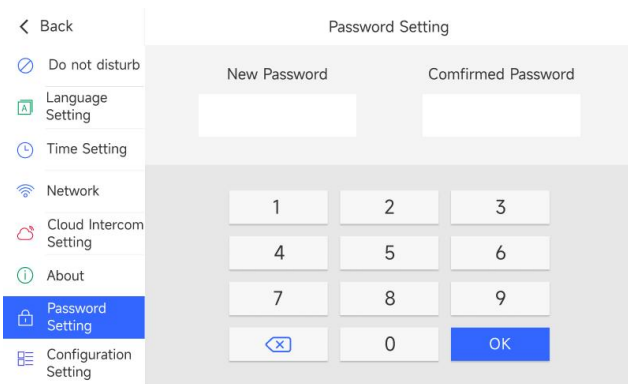 Back
Password Setting
Do not disturb
Language
Setting
Time Setting
Network
Cloud Intercom
Setting
About
Password
Setting
Configuration
Setting
New Password
Comfirmed Password
1 2 3
4 5 6
7 8 9
0 OK